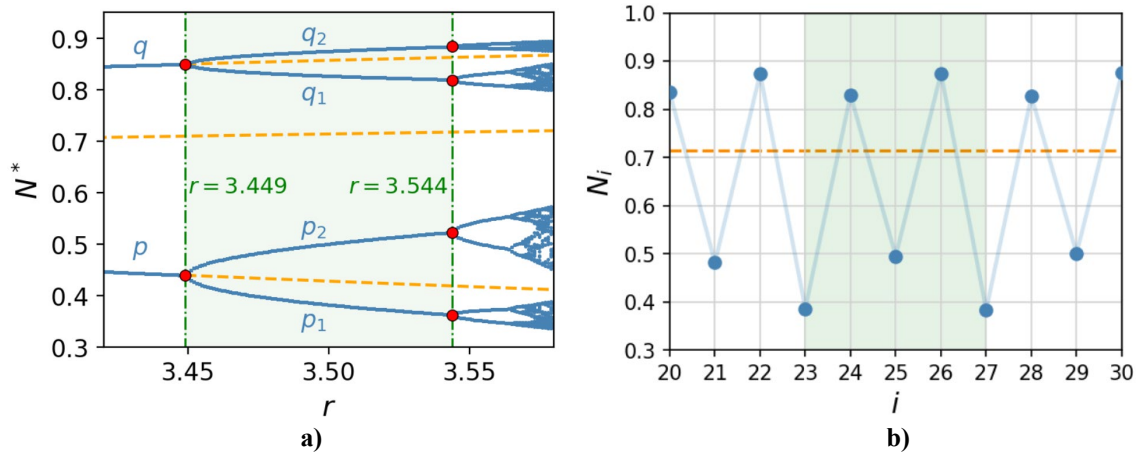 0.9
0.8
0.7
0.6
0.5
0.4
0.3
N*
q
q₂
q₁
r = 3.449
r = 3.544
p
p₂
p₁
3.45
3.50
3.55
r
a)
1.0
0.9
0.8
0.7
0.6
0.5
0.4
0.3
Nᵢ
20
21
22
23
24
25
26
27
28
29
30
i
b)